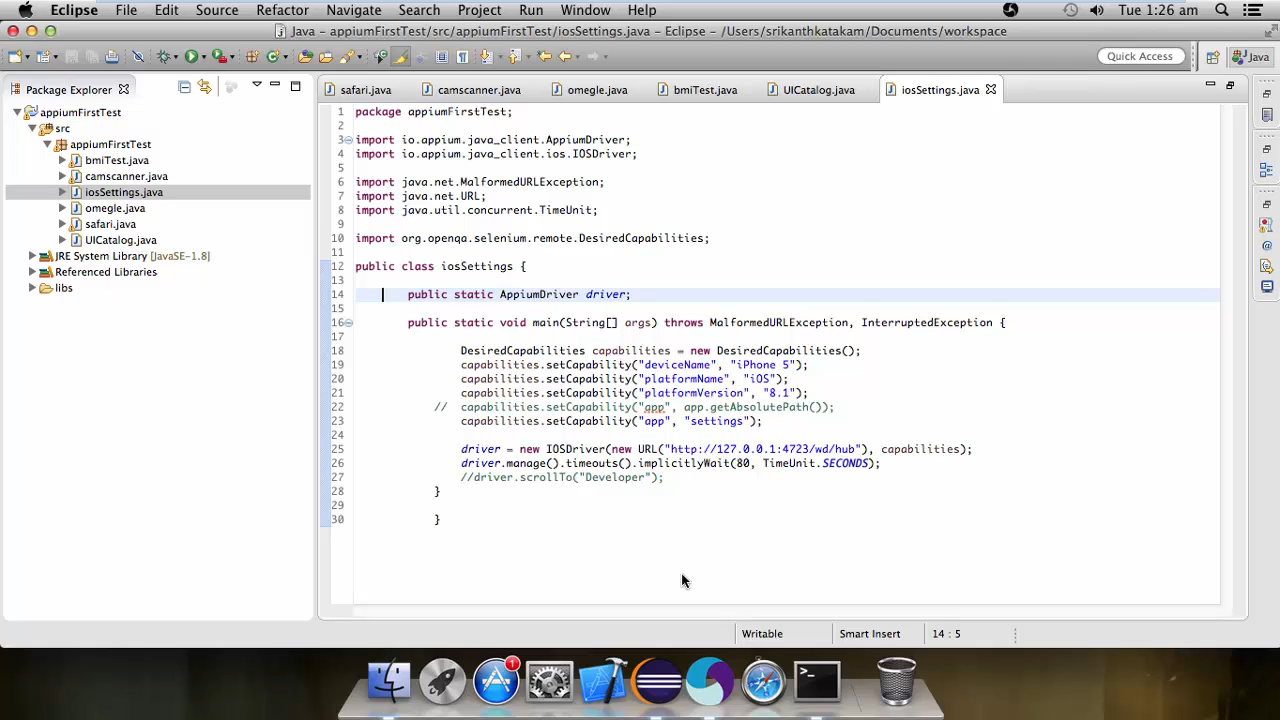 Eclipse File Edit Source Refactor Navigate Search Project Run Window Help Tue 1:26 am
Java – appiumFirstTest/src/appiumFirstTest/iosSettings.java – Eclipse – /Users/srikanthkatakam/Documents/workspace
Quick Access Java
Package Explorer
appiumFirstTest
src
appiumFirstTest
bmiTest.java
camscanner.java
iosSettings.java
omegle.java
safari.java
UICatalog.java
JRE System Library [JavaSE-1.8]
Referenced Libraries
libs
safari.java camscanner.java omegle.java bmiTest.java UICatalog.java iosSettings.java
1 package appiumFirstTest;
2
3 import io.appium.java_client.AppiumDriver;
4 import io.appium.java_client.ios.IOSDriver;
5
6 import java.net.MalformedURLException;
7 import java.net.URL;
8 import java.util.concurrent.TimeUnit;
9
10 import org.openqa.selenium.remote.DesiredCapabilities;
11
12 public class iosSettings {
13
14 public static AppiumDriver driver;
15
16 public static void main(String[] args) throws MalformedURLException, InterruptedException {
17
18 DesiredCapabilities capabilities = new DesiredCapabilities();
19 capabilities.setCapability("deviceName", "iPhone 5");
20 capabilities.setCapability("platformName", "iOS");
21 capabilities.setCapability("platformVersion", "8.1");
22 // capabilities.setCapability("app", app.getAbsolutePath());
23 capabilities.setCapability("app", "settings");
24
25 driver = new IOSDriver(new URL("http://127.0.0.1:4723/wd/hub"), capabilities);
26 driver.manage().timeouts().implicitlyWait(80, TimeUnit.SECONDS);
27 //driver.scrollTo("Developer");
28 }
29
30 }
Writable Smart Insert 14 : 5
1
>_